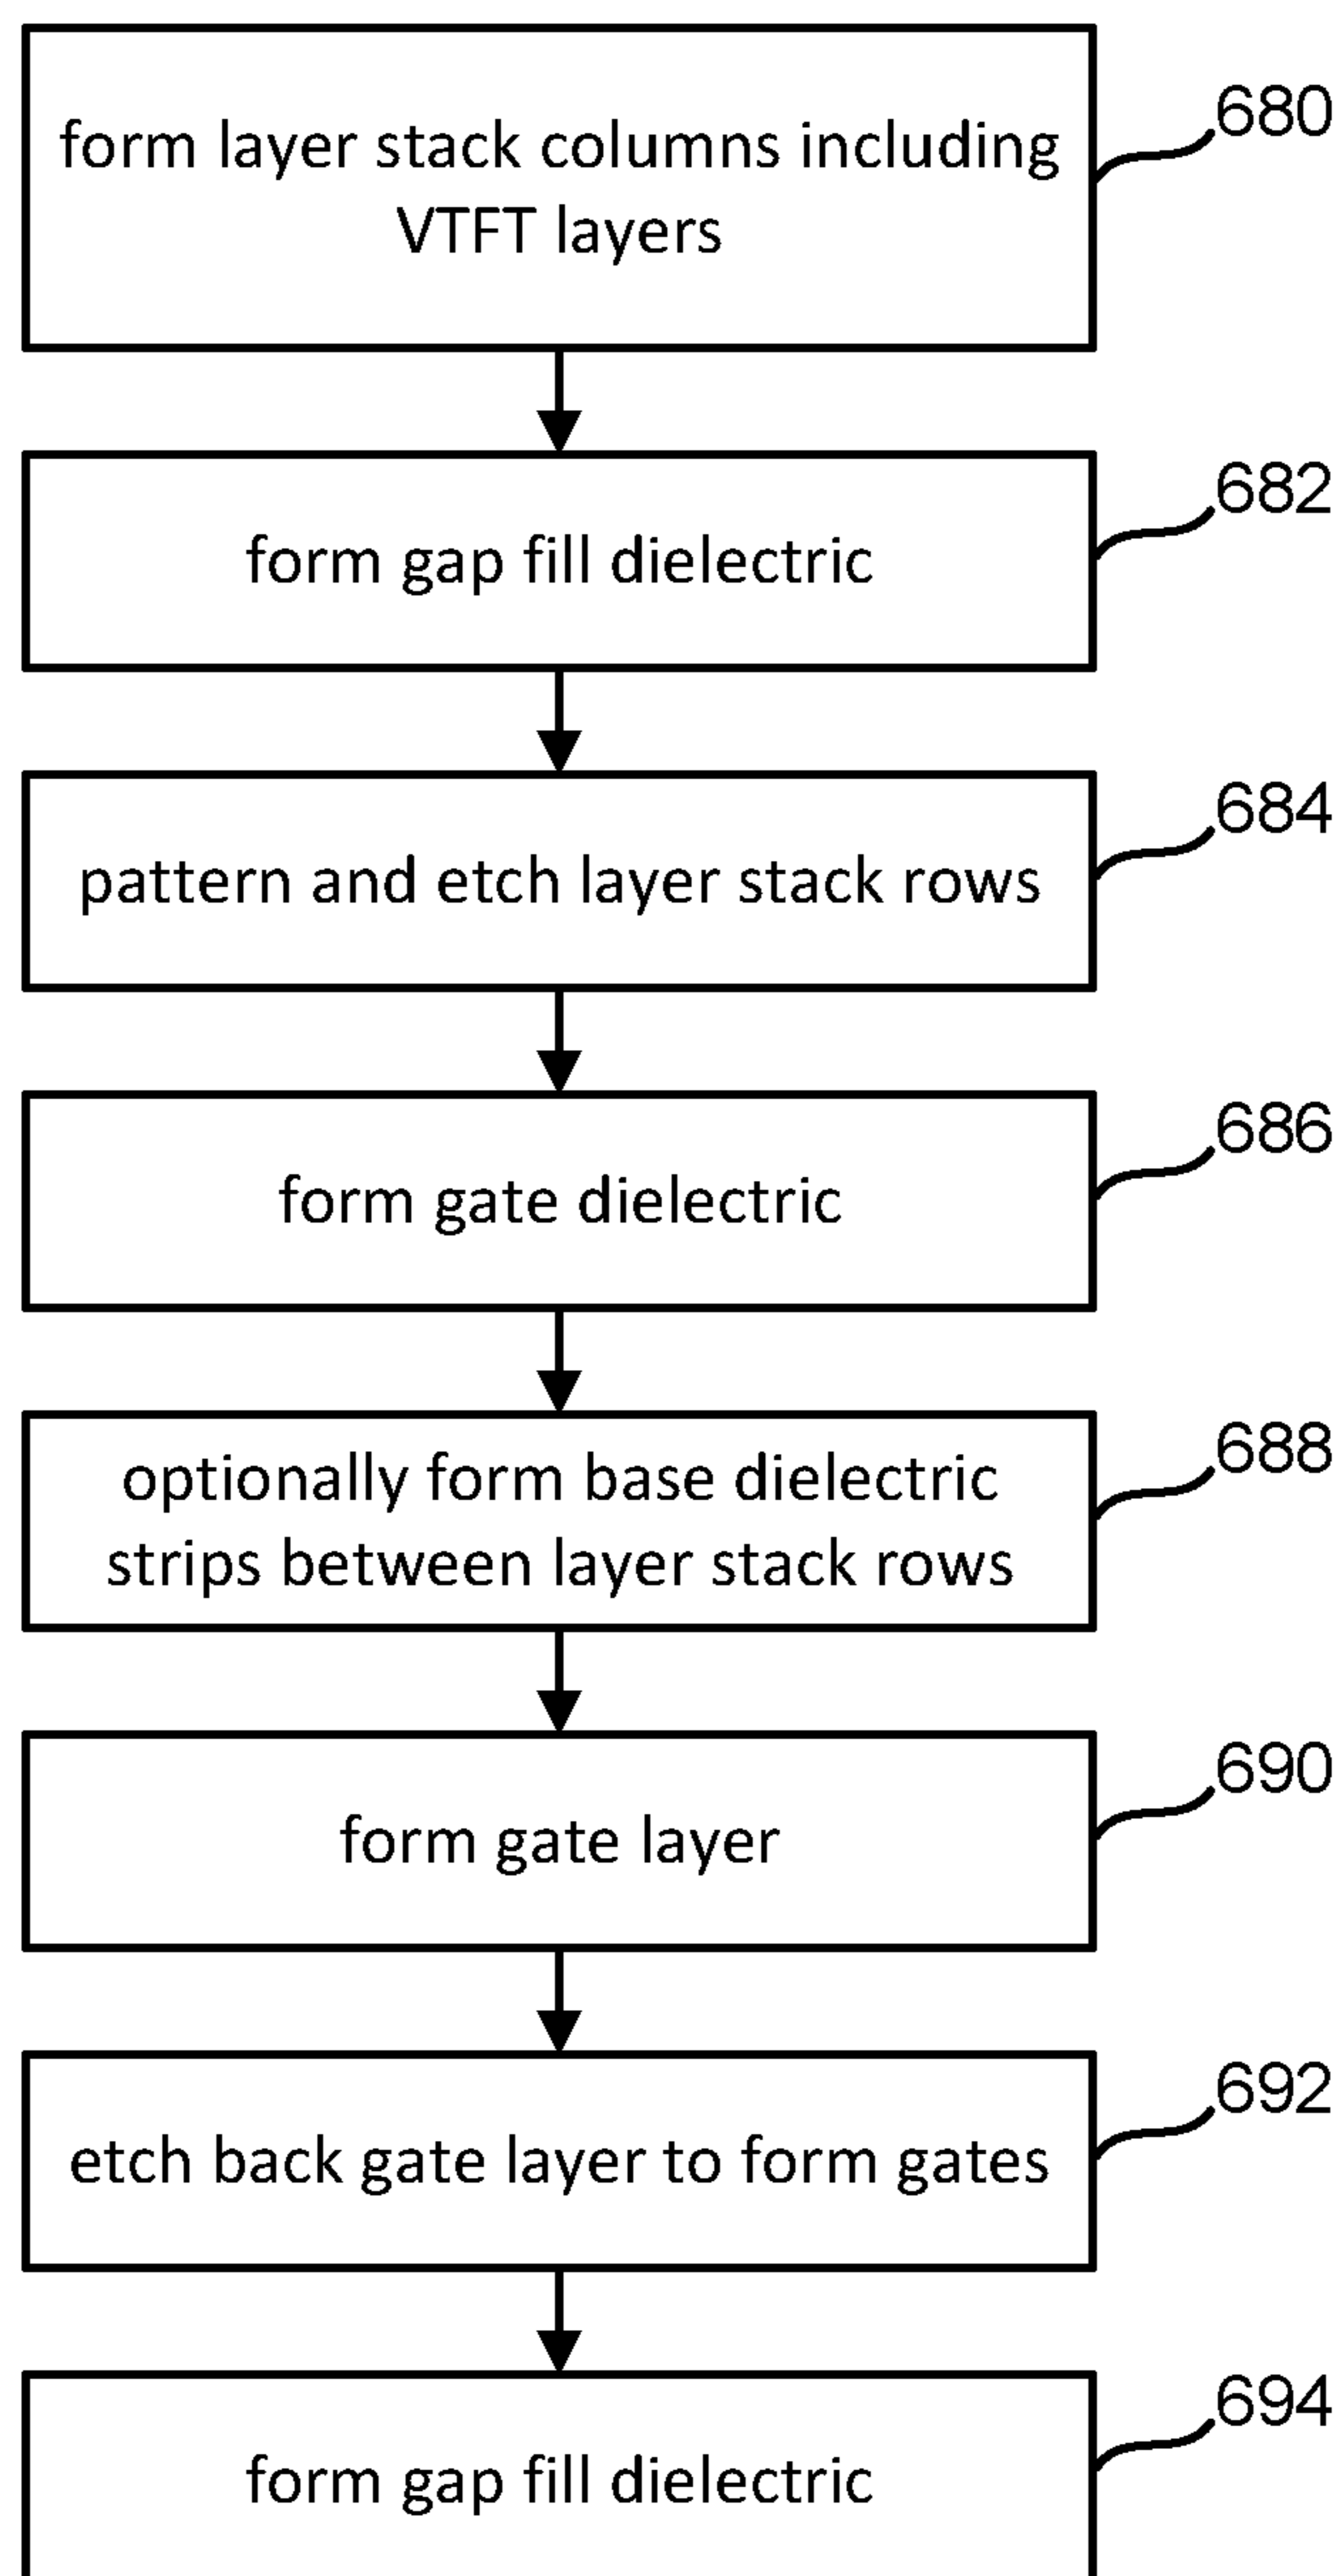 form layer stack columns including
VTFT layers
680
form gap fill dielectric
682
pattern and etch layer stack rows
684
form gate dielectric
686
optionally form base dielectric
strips between layer stack rows
688
form gate layer
690
etch back gate layer to form gates
692
form gap fill dielectric
694